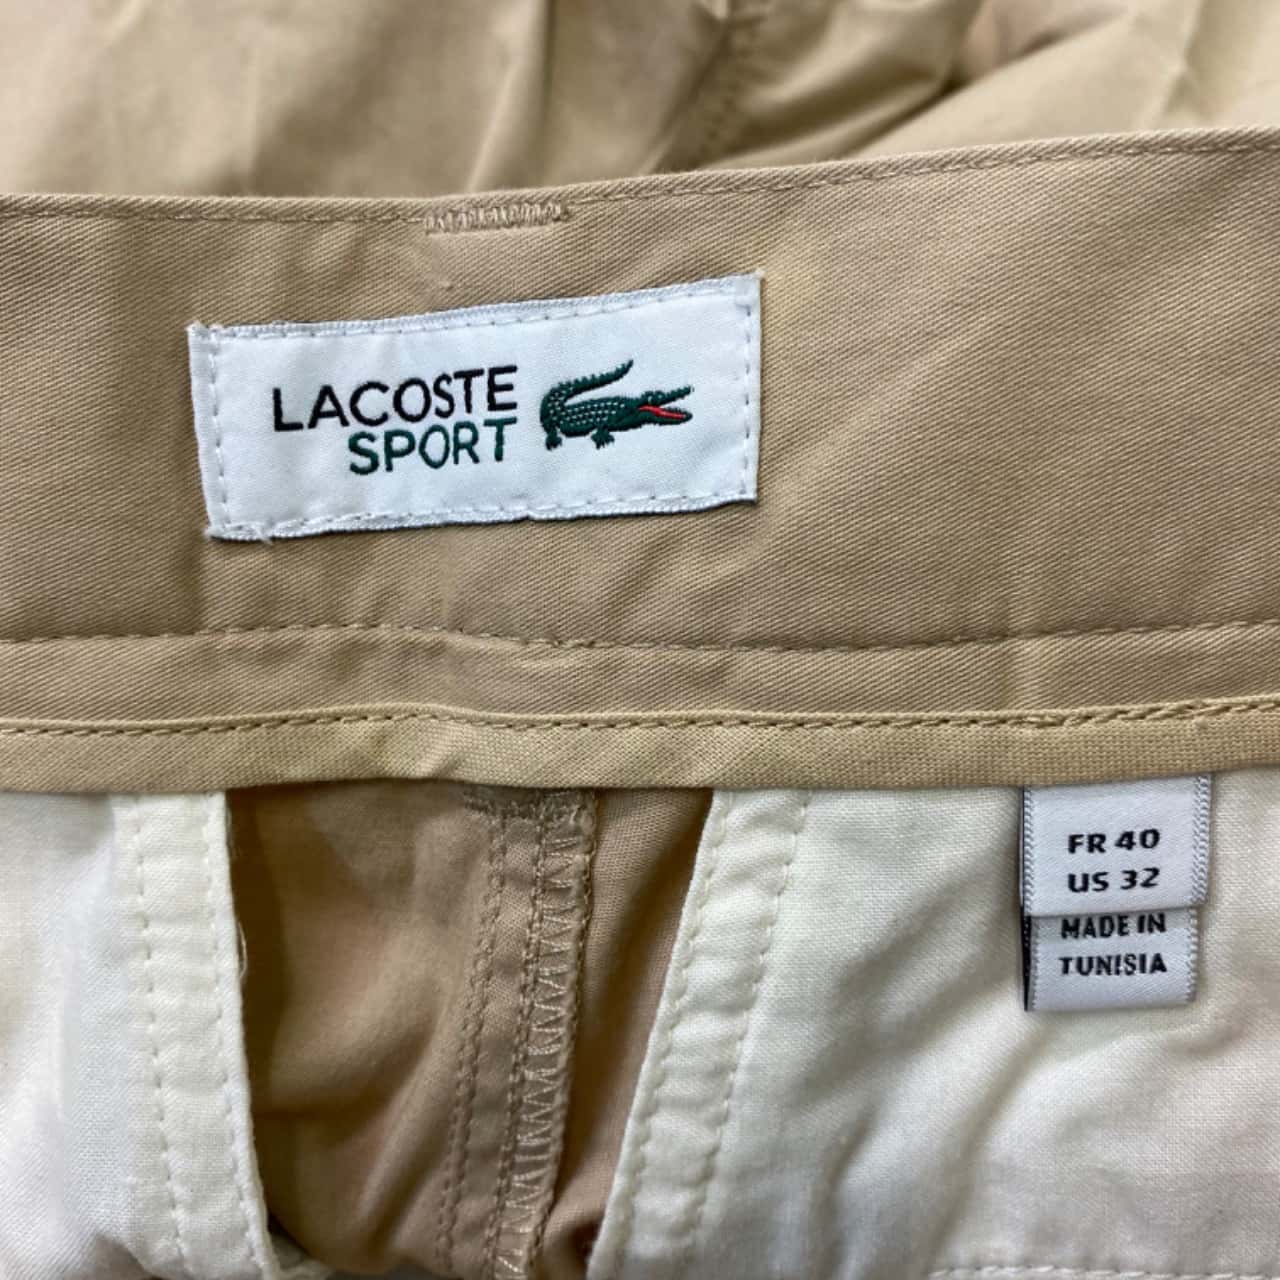 LACOSTE
SPORT
FR 40
US 32
MADE IN
TUNISIA